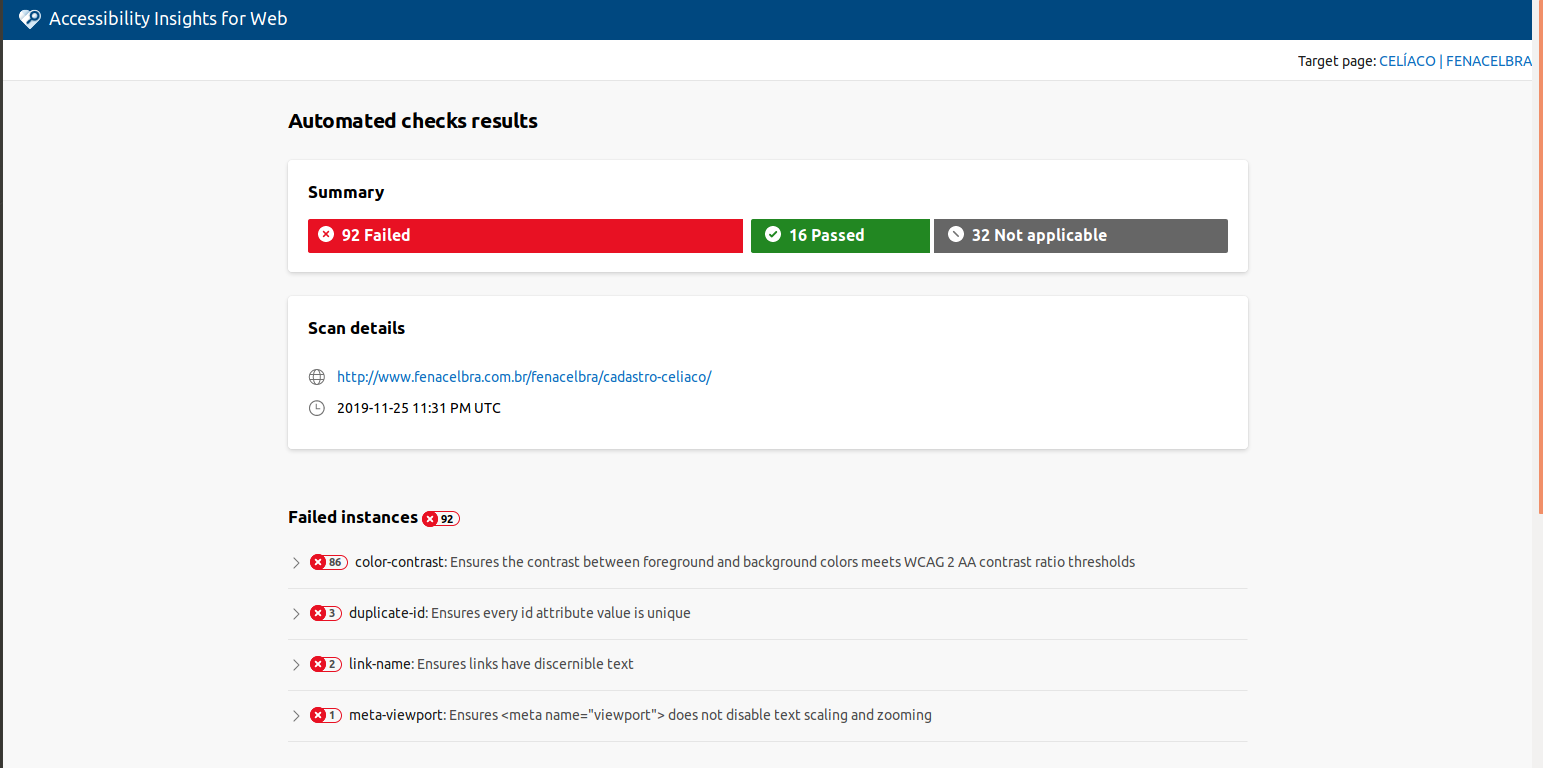 Accessibility Insights for Web
Target page: CELÍACO | FENACELBRA
Automated checks results
Summary
92 Failed
16 Passed
32 Not applicable
Scan details
http://www.fenacelbra.com.br/fenacelbra/cadastro-celiaco/
2019-11-25 11:31 PM UTC
Failed instances 92
86 color-contrast: Ensures the contrast between foreground and background colors meets WCAG 2 AA contrast ratio thresholds
3 duplicate-id: Ensures every id attribute value is unique
2 link-name: Ensures links have discernible text
1 meta-viewport: Ensures <meta name="viewport"> does not disable text scaling and zooming